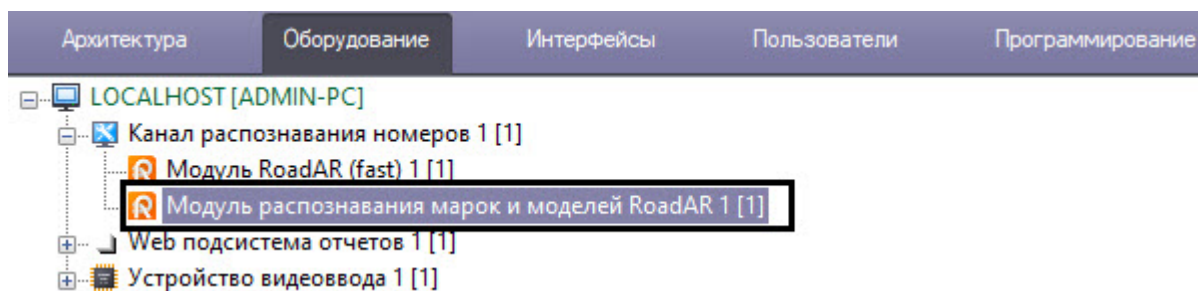 Архитектура Оборудование Интерфейсы Пользователи Программирование
LOCALHOST [ADMIN-PC]
Канал распознавания номеров 1 [1]
Модуль RoadAR (fast) 1 [1]
Модуль распознавания марок и моделей RoadAR 1 [1]
Web подсистема отчетов 1 [1]
Устройство видеоввода 1 [1]